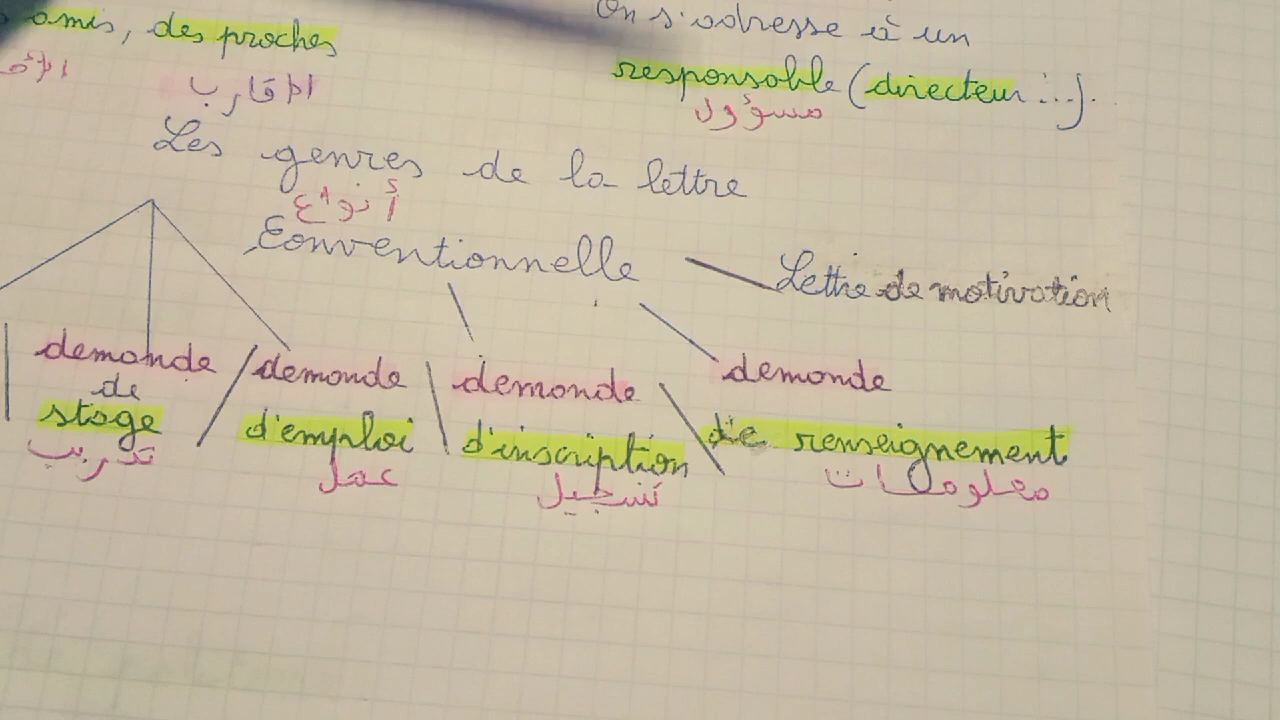 amis, des proches
الأقارب
On s'adresse à un
responsable (directeur ...).
مسؤول
Les genres de la lettre
أنواع
Conventionnelle
Lettre de motivation
demande de stage
تدريب
demande d'emploi
عمل
demande d'inscription
تسجيل
demande de renseignement
معلومات